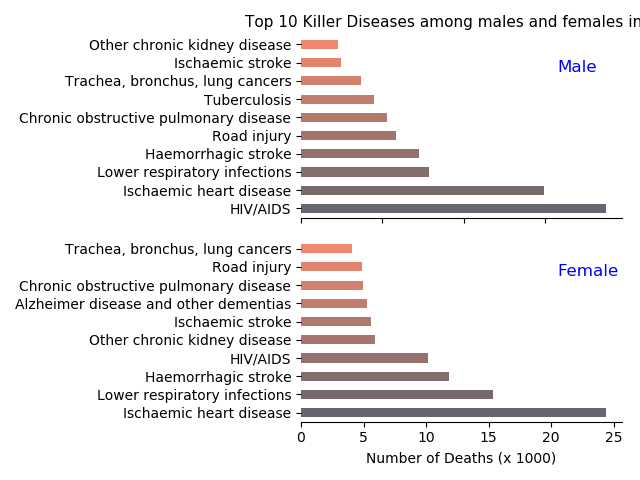 Top 10 Killer Diseases among males and females in
Other chronic kidney disease
Ischaemic stroke
Male
Trachea, bronchus, lung cancers
Tuberculosis
Chronic obstructive pulmonary disease
Road injury
Haemorrhagic stroke
Lower respiratory infections
Ischaemic heart disease
HIV/AIDS
Trachea, bronchus, lung cancers
Road injury
Female
Chronic obstructive pulmonary disease
Alzheimer disease and other dementias
Ischaemic stroke
Other chronic kidney disease
HIV/AIDS
Haemorrhagic stroke
Lower respiratory infections
Ischaemic heart disease
0 5 10 15 20 25
Number of Deaths (x 1000)